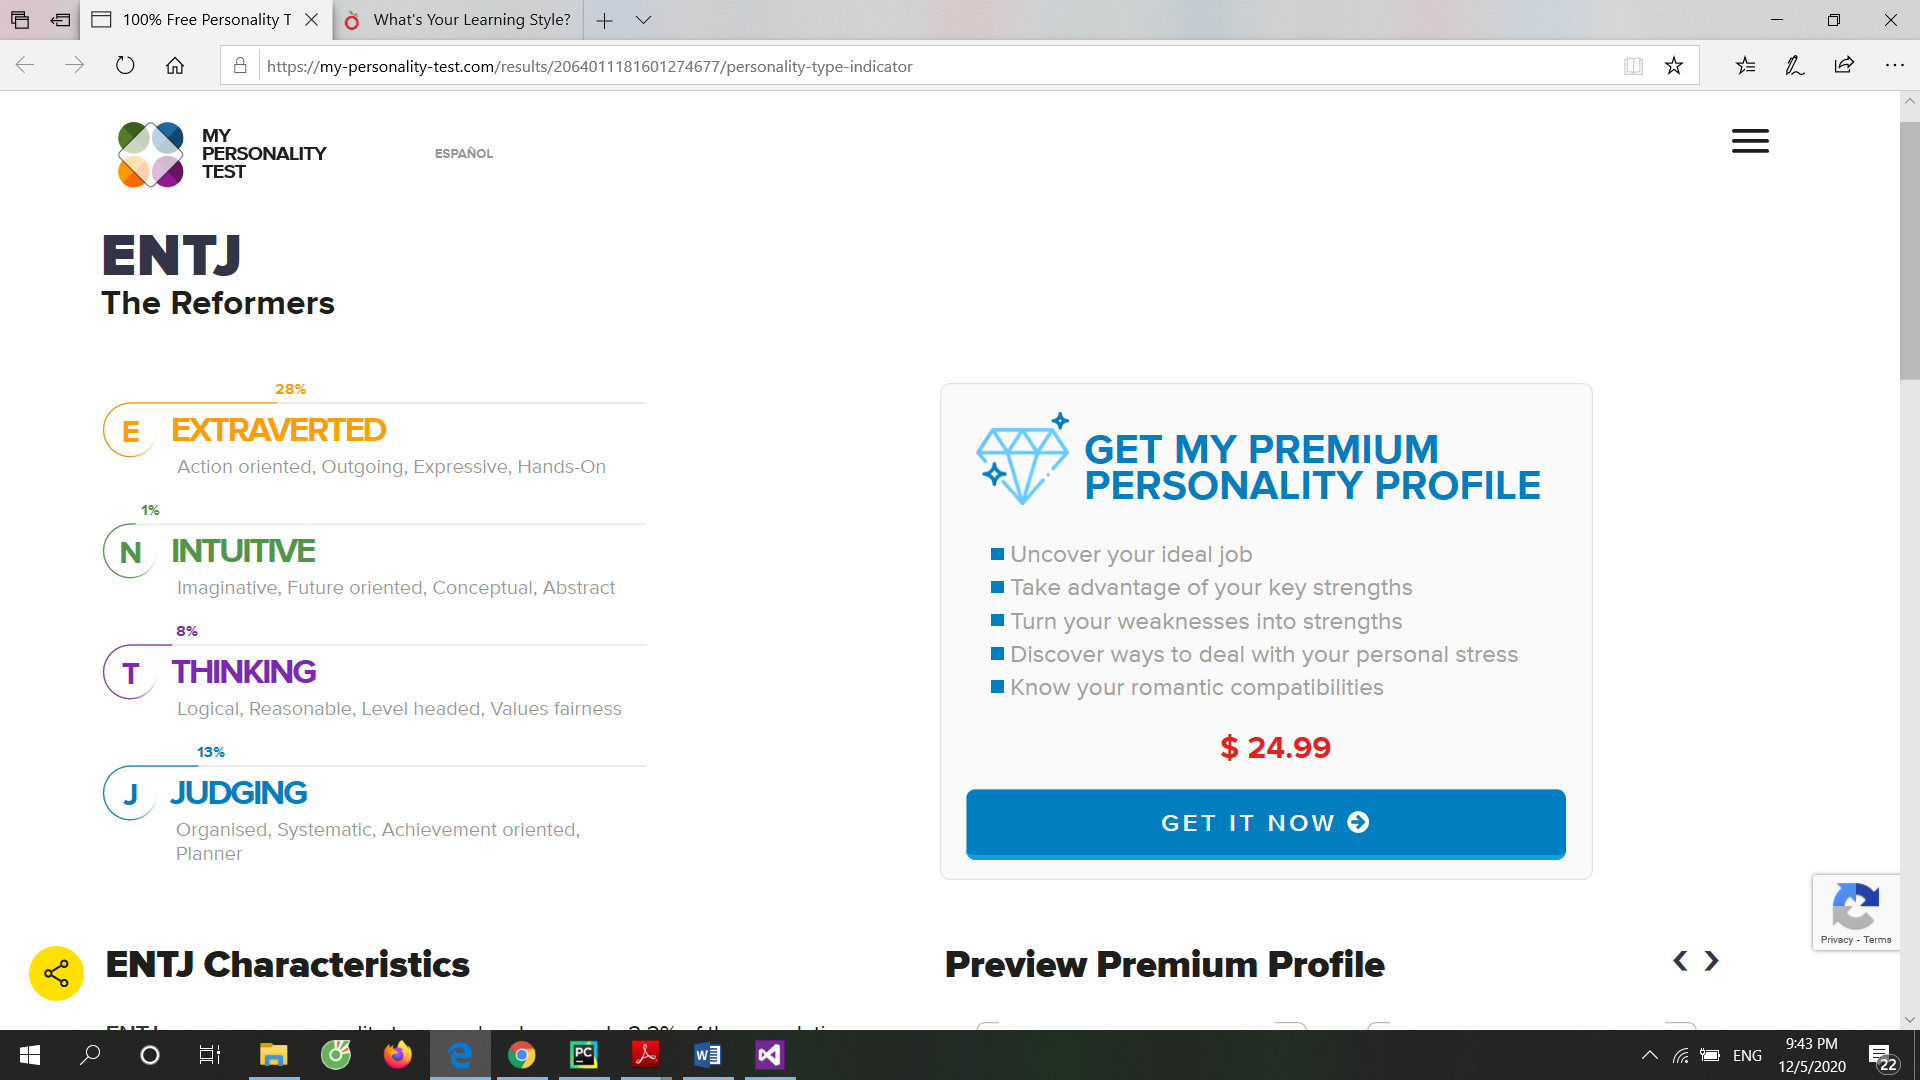 100% Free Personality T
What's Your Learning Style?
https://my-personality-test.com/results/2064011181601274677/personality-type-indicator
MY
PERSONALITY
TEST
ESPAÑOL
ENTJ
The Reformers
28%
E EXTRAVERTED
Action oriented, Outgoing, Expressive, Hands-On
1%
N INTUITIVE
Imaginative, Future oriented, Conceptual, Abstract
8%
T THINKING
Logical, Reasonable, Level headed, Values fairness
13%
J JUDGING
Organised, Systematic, Achievement oriented,
Planner
GET MY PREMIUM
PERSONALITY PROFILE
Uncover your ideal job
Take advantage of your key strengths
Turn your weaknesses into strengths
Discover ways to deal with your personal stress
Know your romantic compatibilities
$ 24.99
GET IT NOW
Privacy - Terms
ENTJ Characteristics
Preview Premium Profile
ENG
9:43 PM
12/5/2020
22